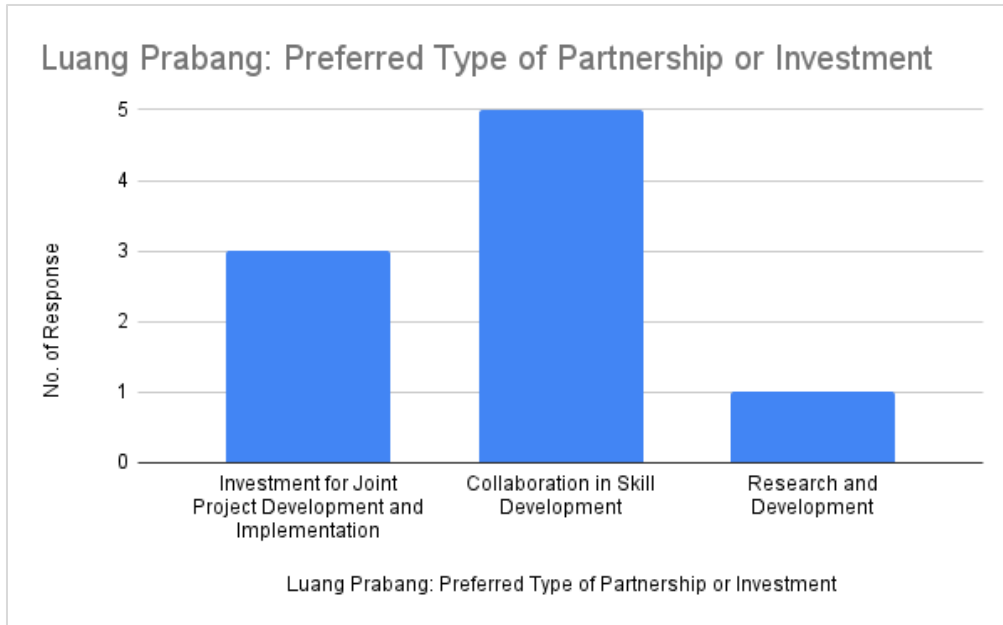 Luang Prabang: Preferred Type of Partnership or Investment
No. of Response
5
4
3
2
1
0
Investment for Joint
Project Development and
Implementation
Collaboration in Skill
Development
Research and
Development
Luang Prabang: Preferred Type of Partnership or Investment